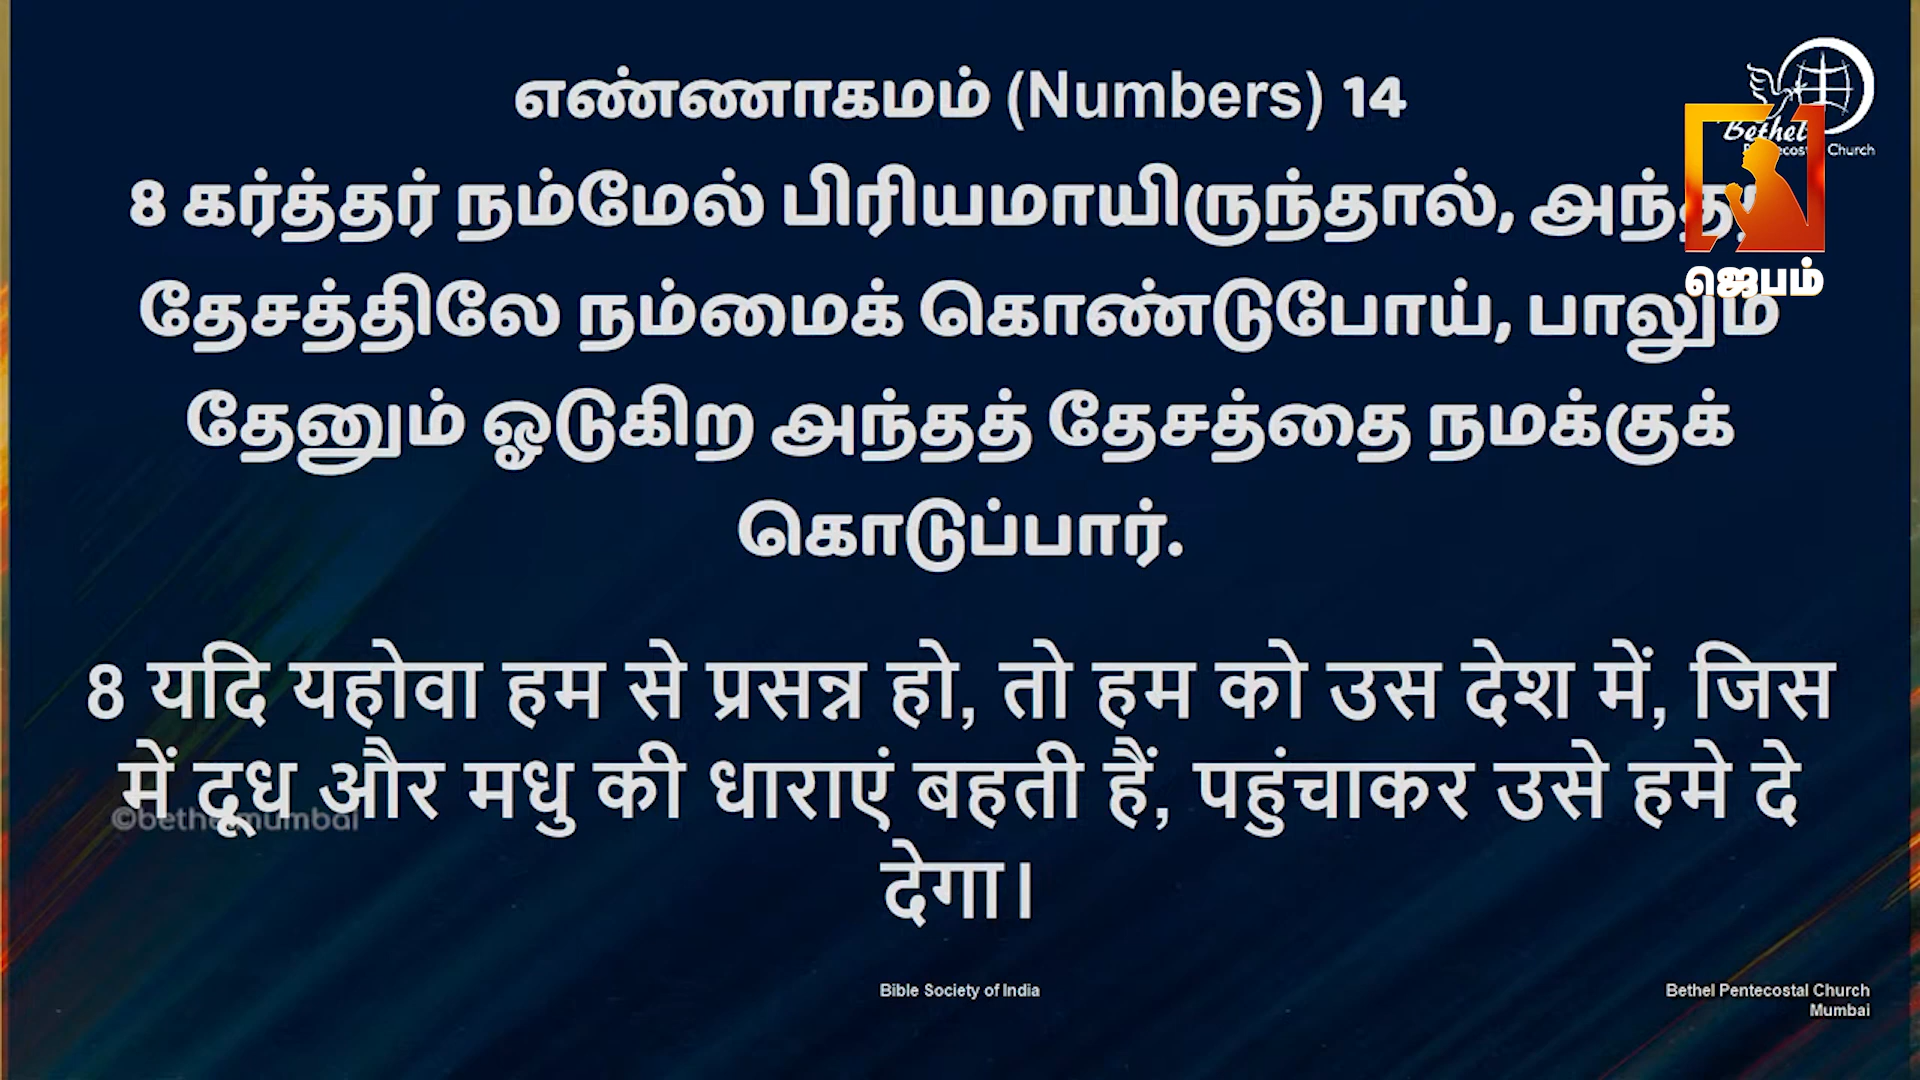 எண்ணாகமம் (Numbers) 14
8 கர்த்தர் நம்மேல் பிரியமாயிருந்தால், அந்தத்
தேசத்திலே நம்மைக் கொண்டுபோய், பாலும்
தேனும் ஓடுகிற அந்தத் தேசத்தை நமக்குக்
கொடுப்பார்.
8 यदि यहोवा हम से प्रसन्न हो, तो हम को उस देश में, जिस
में दूध और मधु की धाराएं बहती हैं, पहुंचाकर उसे हमे दे
देगा।
Bethel
Church
ஜெபம்
©bethelmumbai
Bible Society of India
Bethel Pentecostal Church
Mumbai